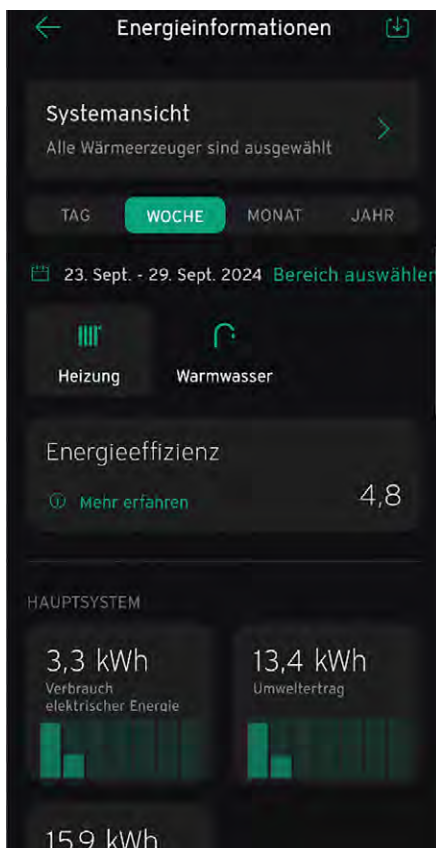 Energieinformationen
Systemansicht
Alle Wärmeerzeuger sind ausgewählt
TAG WOCHE MONAT JAHR
23. Sept. - 29. Sept. 2024 Bereich auswählen
Heizung Warmwasser
Energieeffizienz
Mehr erfahren 4,8
HAUPTSYSTEM
3,3 kWh 13,4 kWh
Verbrauch Umweltertrag
elektrischer Energie
15,9 kWh